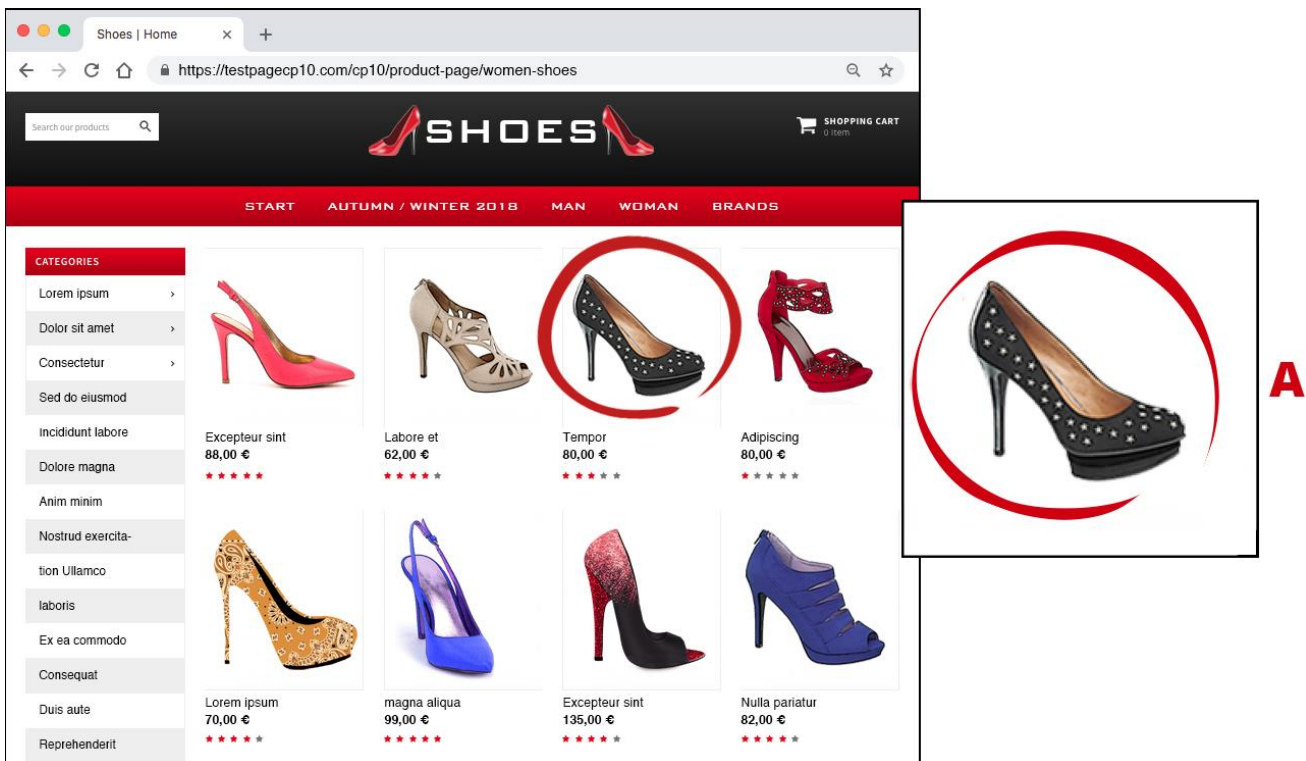 Shoes | Home
https://testpagecp10.com/cp10/product-page/women-shoes
Search our products
SHOES
SHOPPING CART
0 item
START AUTUMN / WINTER 2018 MAN WOMAN BRANDS
CATEGORIES
Lorem ipsum
Dolor sit amet
Consectetur
Sed do eiusmod
Incididunt labore
Dolore magna
Anim minim
Nostrud exercita-
tion Ullamco
laboris
Ex ea commodo
Consequat
Duis aute
Reprehenderit
Excepteur sint
88,00 €
Labore et
62,00 €
Tempor
80,00 €
Adipiscing
80,00 €
Lorem ipsum
70,00 €
magna aliqua
99,00 €
Excepteur sint
135,00 €
Nulla pariatur
82,00 €
A